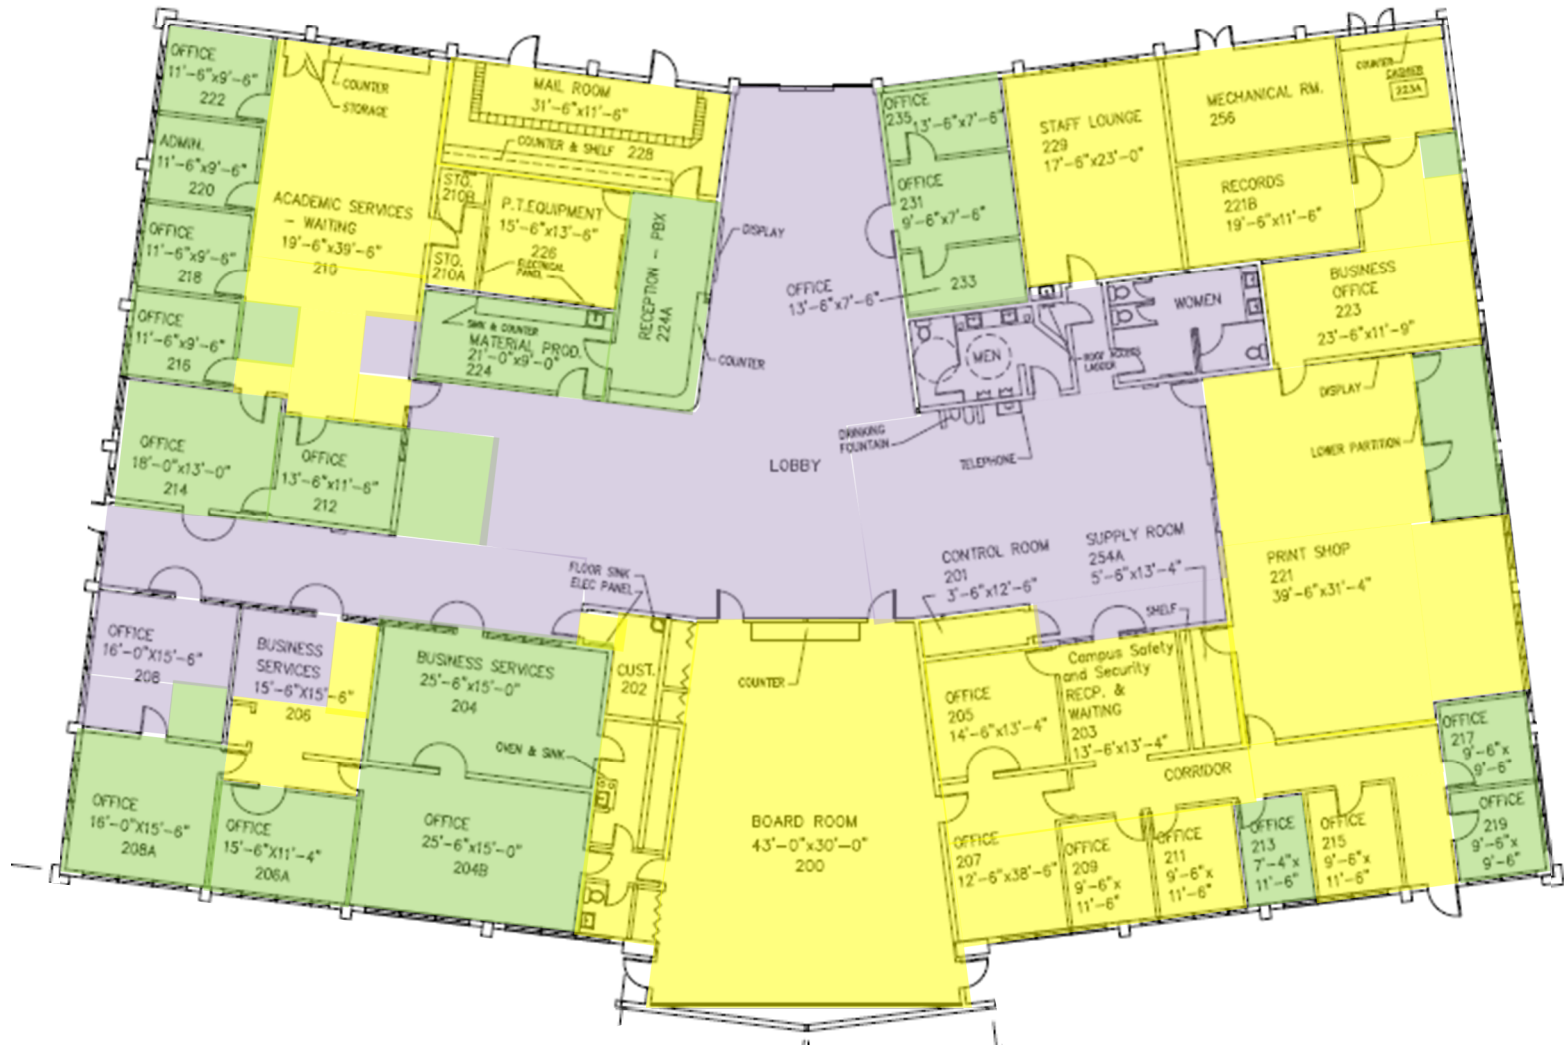 OFFICE
11'-6"x9'-6"
222
COUNTER
STORAGE
ADMIN.
11'-6"x9'-6"
220
OFFICE
11'-6"x9'-6"
218
OFFICE
11'-6"x9'-6"
216
ACADEMIC SERVICES
- WAITING
19'-6"x39'-6"
210
MAIL ROOM
31'-6"x11'-6"
COUNTER & SHELF 228
STO.
210B
STO.
210A
P.T.EQUIPMENT
15'-6"x13'-6"
226
ELECTRICAL
PANEL
RECEPTION - PBX
224A
SINK & COUNTER
MATERIAL PROD.
21'-0"x9'-0"
224
DISPLAY
COUNTER
OFFICE
235
13'-6"x7'-6"
OFFICE
231
9'-6"x7'-6"
OFFICE
13'-6"x7'-6"
233
STAFF LOUNGE
229
17'-6"x23'-0"
MECHANICAL RM.
256
COUNTER
CASHIER
223A
RECORDS
221B
19'-6"x11'-6"
BUSINESS
OFFICE
223
23'-6"x11'-9"
WOMEN
MEN
ROOF ACCESS
LADDER
DISPLAY
LOWER PARTITION
DRINKING
FOUNTAIN
TELEPHONE
LOBBY
OFFICE
18'-0"x13'-0"
214
OFFICE
13'-6"x11'-6"
212
FLOOR SINK
ELEC PANEL
CONTROL ROOM
201
3'-6"x12'-6"
SUPPLY ROOM
254A
5'-6"x13'-4"
SHELF
PRINT SHOP
221
39'-6"x31'-4"
OFFICE
16'-0"X15'-6"
208
BUSINESS
SERVICES
15'-6"X15'-6"
206
BUSINESS SERVICES
25'-6"x15'-0"
204
CUST.
202
COUNTER
OFFICE
205
14'-6"x13'-4"
Campus Safety
and Security
RECP. &
WAITING
203
13'-6"x13'-4"
OVEN & SINK
CORRIDOR
OFFICE
217
9'-6"x
9'-6"
OFFICE
16'-0"X15'-6"
208A
OFFICE
15'-6"X11'-4"
206A
OFFICE
25'-6"x15'-0"
204B
BOARD ROOM
43'-0"x30'-0"
200
OFFICE
207
12'-6"x38'-6"
OFFICE
209
9'-6"x
11'-6"
OFFICE
211
9'-6"x
11'-6"
OFFICE
213
7'-4"x
11'-6"
OFFICE
215
9'-6"x
11'-6"
OFFICE
219
9'-6"x
9'-6"